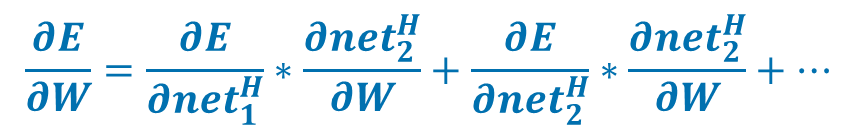 ∂E/∂W = ∂E/∂net₁ᴴ * ∂net₂ᴴ/∂W + ∂E/∂net₂ᴴ * ∂net₂ᴴ/∂W + ⋯